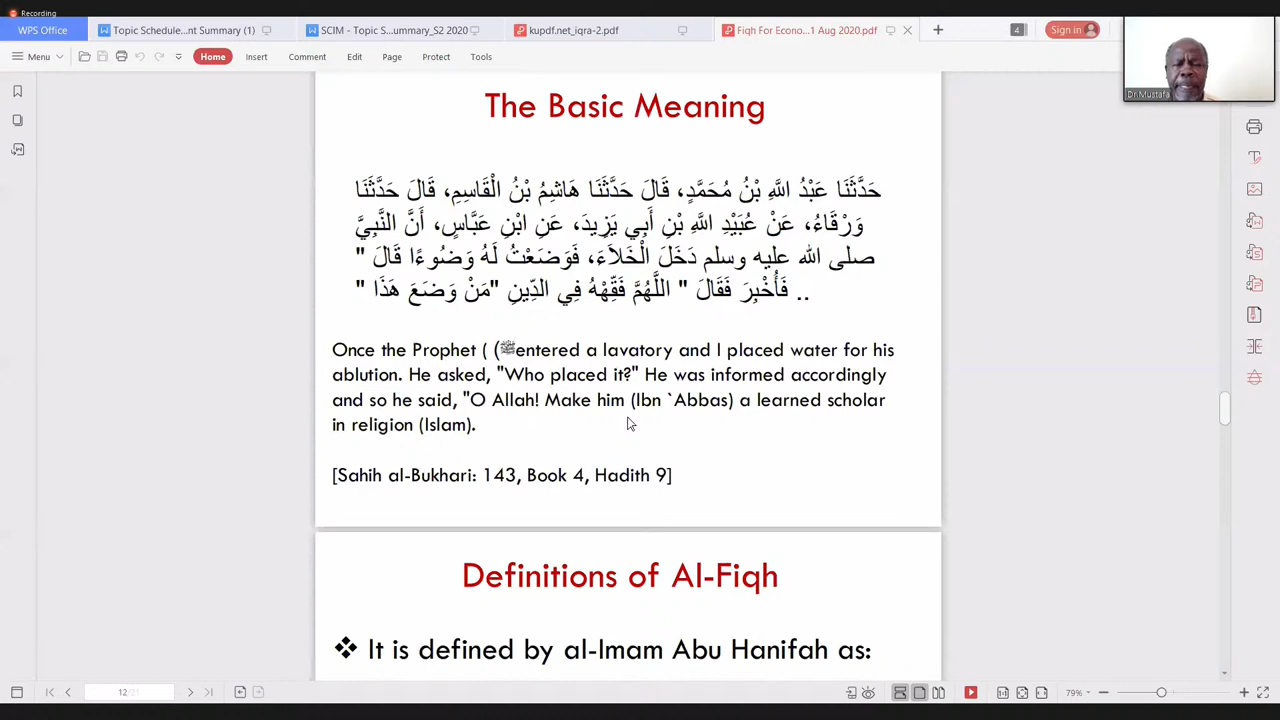 Recording
WPS Office
Topic Schedule...nt Summary (1)
SCIM - Topic S...ummary_S2 2020
kupdf.net_iqra-2.pdf
Fiqh For Econo...1 Aug 2020.pdf
4
Sign in
Menu
Home
Insert
Comment
Edit
Page
Protect
Tools
Dr.Mustafa
The Basic Meaning
حَدَّثَنَا عَبْدُ اللَّهِ بْنُ مُحَمَّدٍ، قَالَ حَدَّثَنَا هَاشِمُ بْنُ الْقَاسِمِ، قَالَ حَدَّثَنَا
وَرْقَاءُ، عَنْ عُبَيْدِ اللَّهِ بْنِ أَبِي يَزِيدَ، عَنِ ابْنِ عَبَّاسٍ، أَنَّ النَّبِيَّ
صلى الله عليه وسلم دَخَلَ الْخَلاَءَ، فَوَضَعْتُ لَهُ وَضُوءًا قَالَ "
.. فَأُخْبِرَ فَقَالَ " اللَّهُمَّ فَقِّهْهُ فِي الدِّينِ "مَنْ وَضَعَ هَذَا "
Once the Prophet ( (ﷺentered a lavatory and I placed water for his
ablution. He asked, "Who placed it?" He was informed accordingly
and so he said, "O Allah! Make him (Ibn `Abbas) a learned scholar
in religion (Islam).
[Sahih al-Bukhari: 143, Book 4, Hadith 9]
Definitions of Al-Fiqh
❖ It is defined by al-Imam Abu Hanifah as:
79%